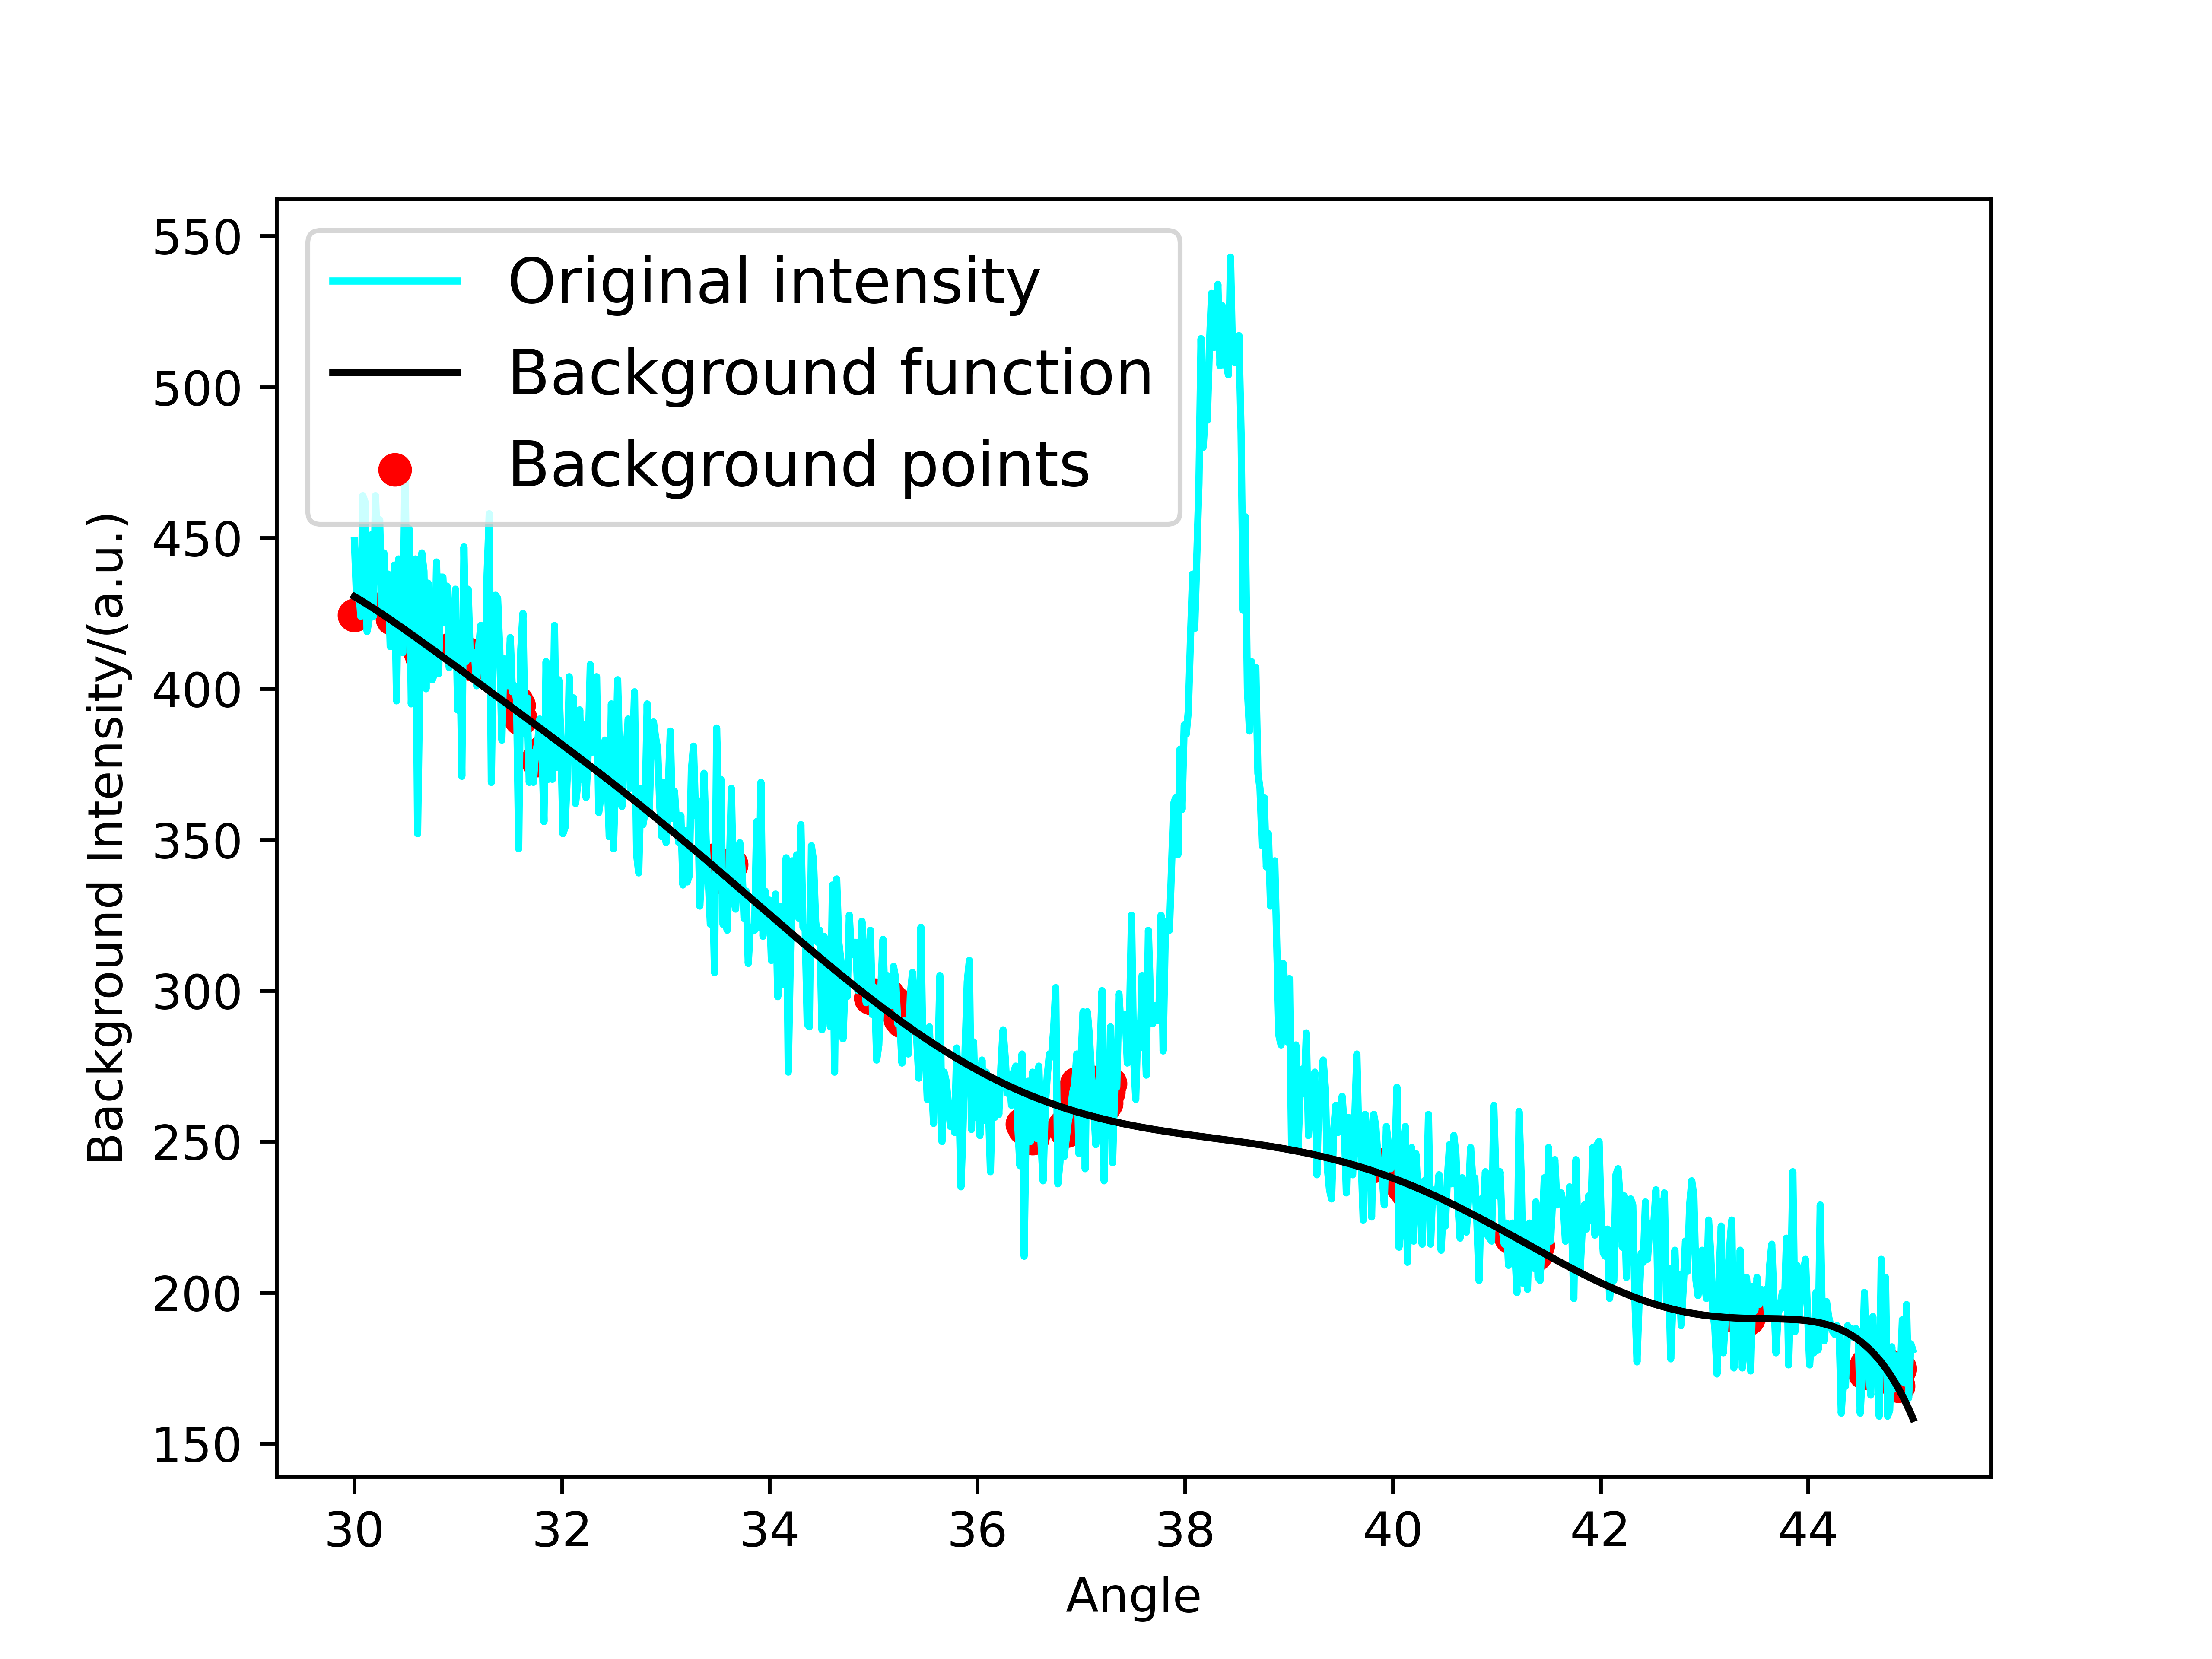 Original intensity
Background function
Background points
Background Intensity/(a.u.)
550
500
450
400
350
300
250
200
150
30 32 34 36 38 40 42 44
Angle